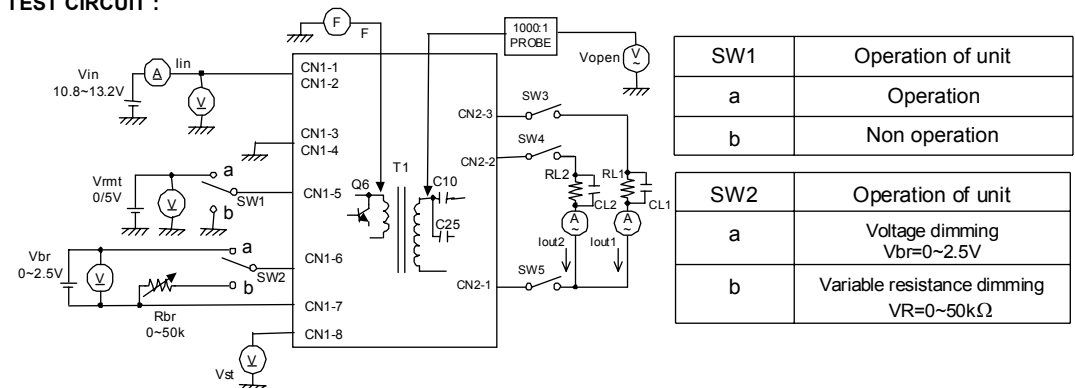 TEST CIRCUIT :
F
F
1000:1
PROBE
Vopen
V
~
Vin
10.8~13.2V
A
Iin
V
CN1-1
CN1-2
CN1-3
CN1-4
Vrmt
0/5V
V
a
b
SW1
CN1-5
Vbr
0~2.5V
V
a
b
SW2
CN1-6
Rbr
0~50k
CN1-7
CN1-8
V
Vst
Q6
T1
C10
C25
CN2-3
CN2-2
CN2-1
SW3
SW4
SW5
RL2
RL1
CL2
CL1
A
~
A
~
Iout2
Iout1
SW1 Operation of unit
a Operation
b Non operation
SW2 Operation of unit
a Voltage dimming
Vbr=0~2.5V
b Variable resistance dimming
VR=0~50kΩ